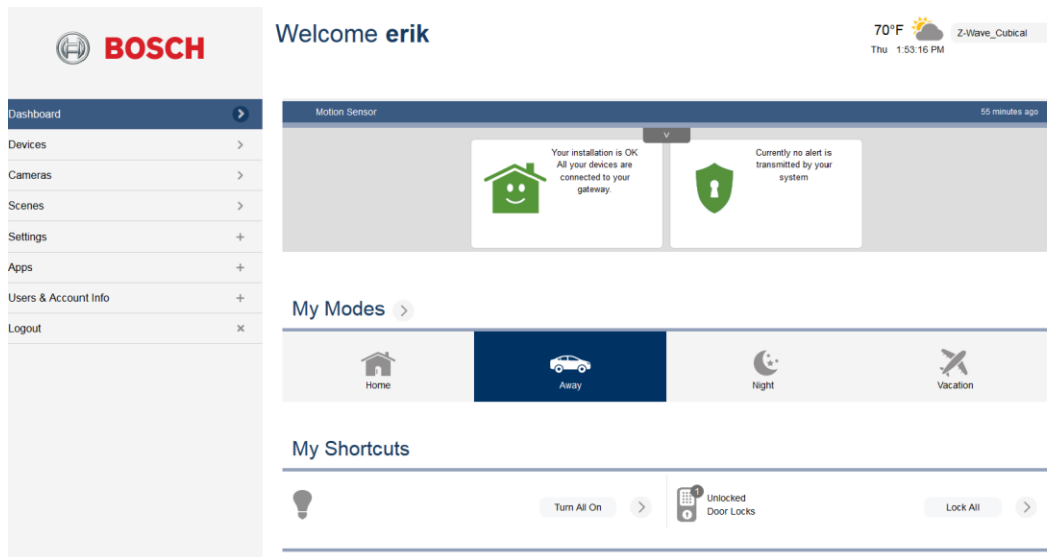 BOSCH
Welcome erik
70°F
Thu 1:53:16 PM
Z-Wave_Cubical
Dashboard
Devices
Cameras
Scenes
Settings
Apps
Users & Account Info
Logout
Motion Sensor
55 minutes ago
Your installation is OK
All your devices are
connected to your
gateway.
Currently no alert is
transmitted by your
system
My Modes
Home
Away
Night
Vacation
My Shortcuts
Turn All On
1
Unlocked
Door Locks
Lock All